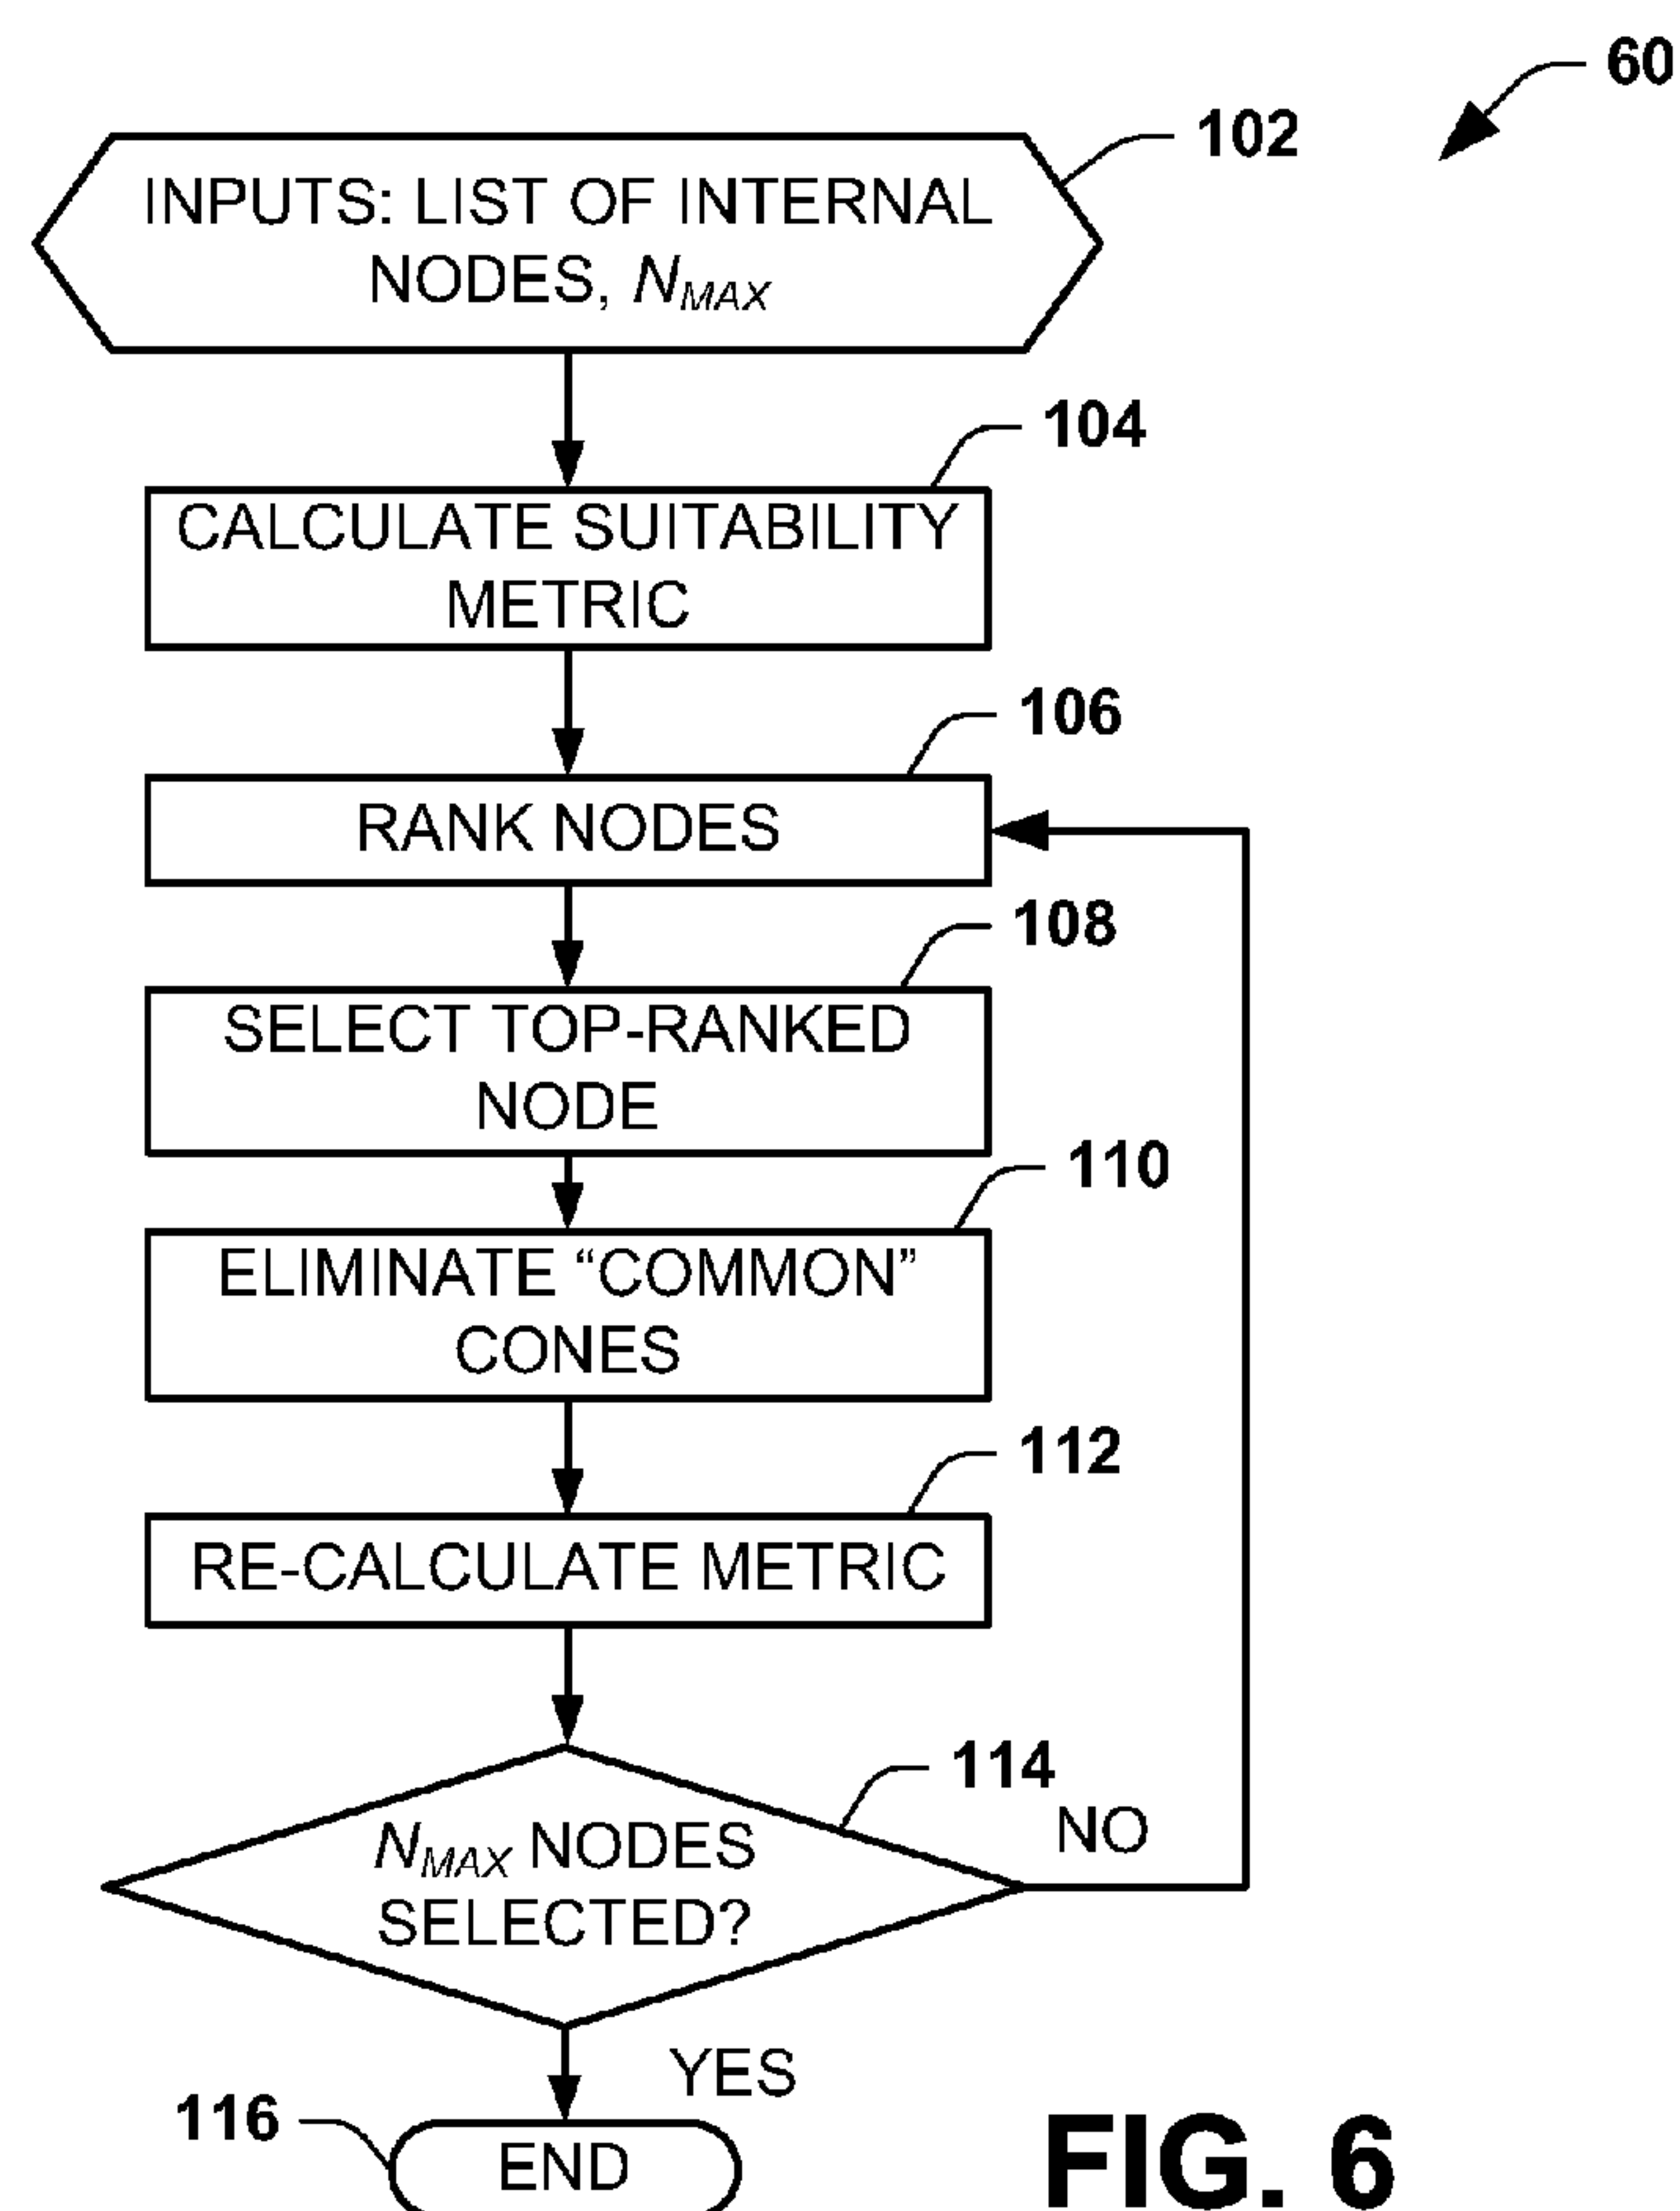 60
102
INPUTS: LIST OF INTERNAL
NODES, NMAX
104
CALCULATE SUITABILITY
METRIC
106
RANK NODES
108
SELECT TOP-RANKED
NODE
110
ELIMINATE “COMMON”
CONES
112
RE-CALCULATE METRIC
114
NO
NMAX NODES
SELECTED?
YES
116
END
FIG. 6